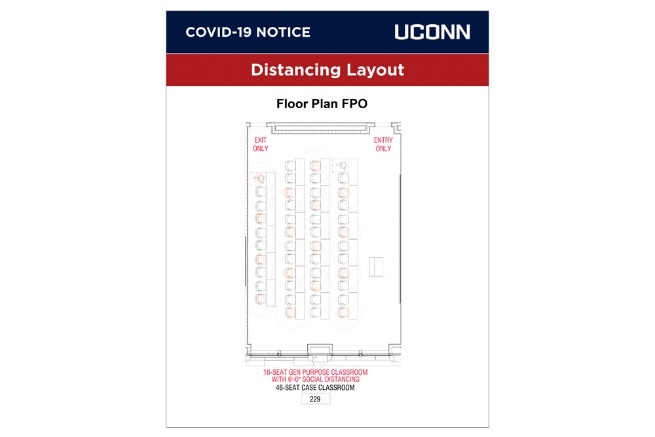 COVID-19 NOTICE
UCONN
Distancing Layout
Floor Plan FPO
EXIT
ONLY
ENTRY
ONLY
16-SEAT GEN PURPOSE CLASSROOM
WITH 6'-0" SOCIAL DISTANCING
46-SEAT CASE CLASSROOM
229